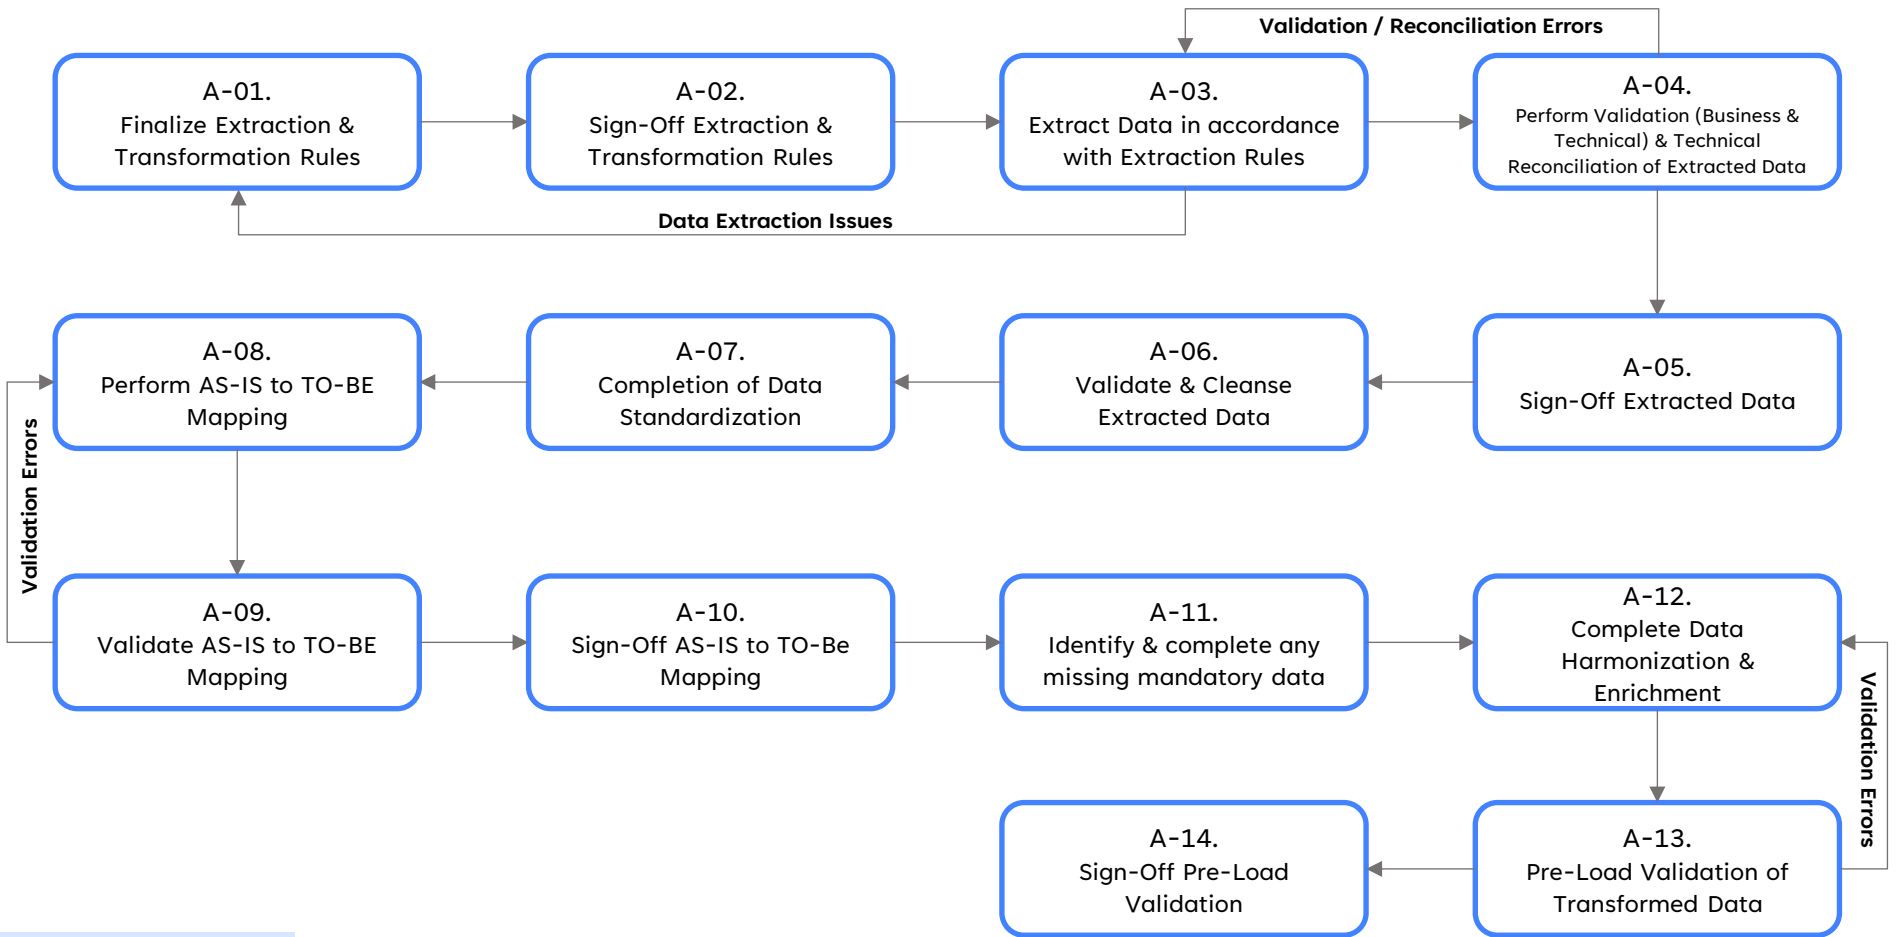 Validation / Reconciliation Errors
A-01.
Finalize Extraction &
Transformation Rules
A-02.
Sign-Off Extraction &
Transformation Rules
A-03.
Extract Data in accordance
with Extraction Rules
A-04.
Perform Validation (Business &
Technical) & Technical
Reconciliation of Extracted Data
Data Extraction Issues
A-08.
Perform AS-IS to TO-BE
Mapping
A-07.
Completion of Data
Standardization
A-06.
Validate & Cleanse
Extracted Data
A-05.
Sign-Off Extracted Data
Validation Errors
A-09.
Validate AS-IS to TO-BE
Mapping
A-10.
Sign-Off AS-IS to TO-Be
Mapping
A-11.
Identify & complete any
missing mandatory data
A-12.
Complete Data
Harmonization &
Enrichment
Validation Errors
A-14.
Sign-Off Pre-Load
Validation
A-13.
Pre-Load Validation of
Transformed Data